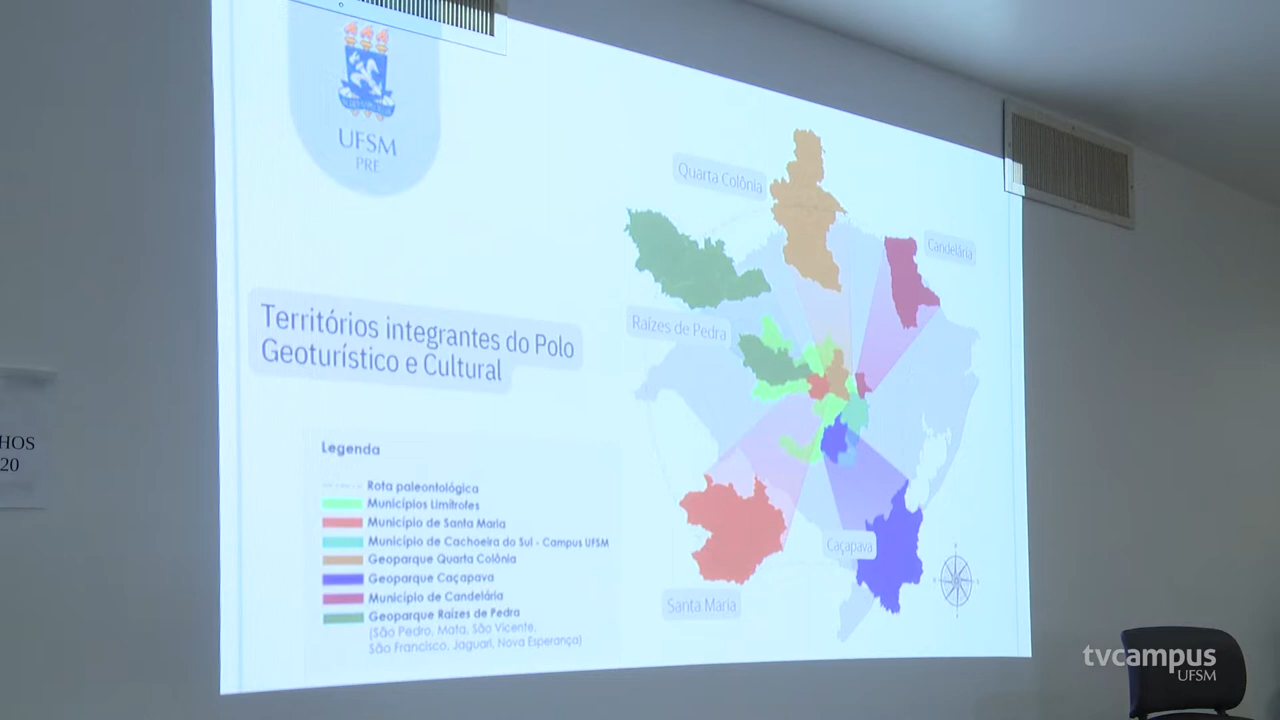 UFSM
PRE
Territórios integrantes do Polo
Geoturístico e Cultural
Quarta Colônia
Candelária
Raízes de Pedra
Caçapava
Santa Maria
Legenda
Rota paleontológica
Municípios Limítrofes
Município de Santa Maria
Município de Cachoeira do Sul - Campus UFSM
Geoparque Quarta Colônia
Geoparque Caçapava
Município de Candelária
Geoparque Raízes de Pedra
(São Pedro, Mata, São Vicente,
São Francisco, Jaguari, Nova Esperança)
HOS
20
tvcampus
UFSM